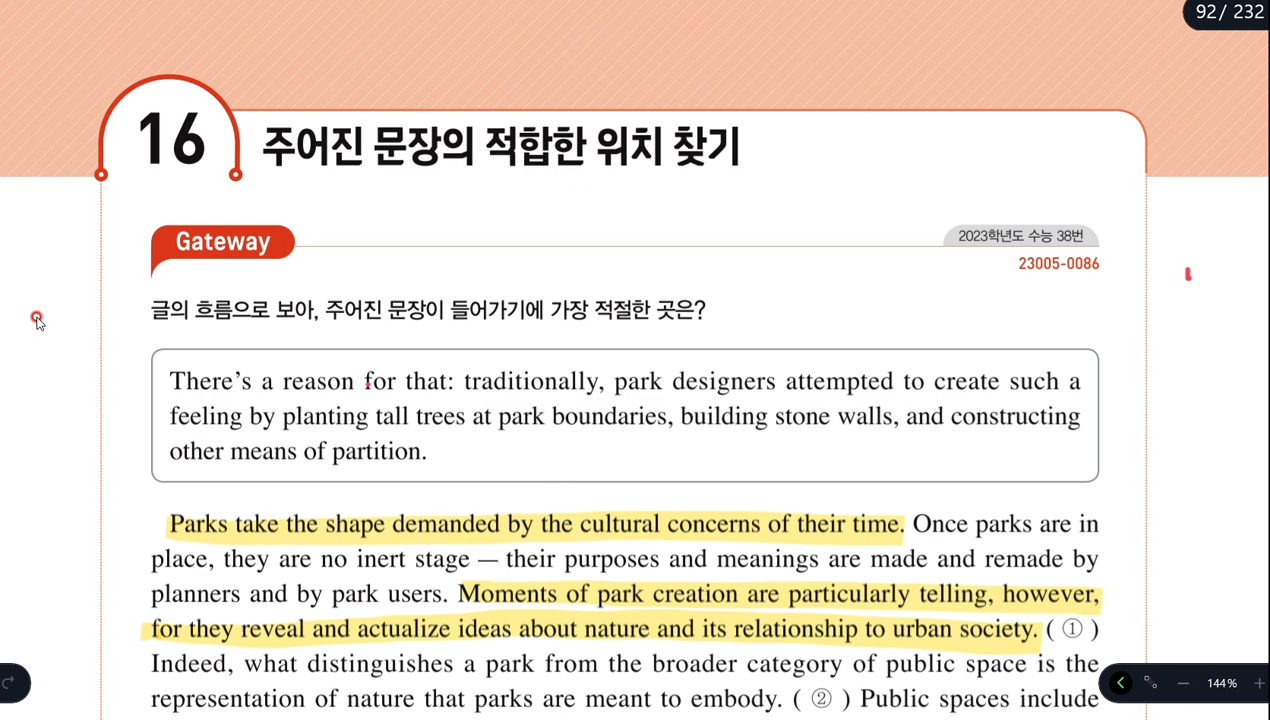 92/ 232
16 주어진 문장의 적합한 위치 찾기
Gateway
2023학년도 수능 38번
23005-0086
글의 흐름으로 보아, 주어진 문장이 들어가기에 가장 적절한 곳은?
There's a reason for that: traditionally, park designers attempted to create such a
feeling by planting tall trees at park boundaries, building stone walls, and constructing
other means of partition.
Parks take the shape demanded by the cultural concerns of their time. Once parks are in
place, they are no inert stage — their purposes and meanings are made and remade by
planners and by park users. Moments of park creation are particularly telling, however,
for they reveal and actualize ideas about nature and its relationship to urban society. ( ① )
Indeed, what distinguishes a park from the broader category of public space is the
representation of nature that parks are meant to embody. ( ② ) Public spaces include
144%